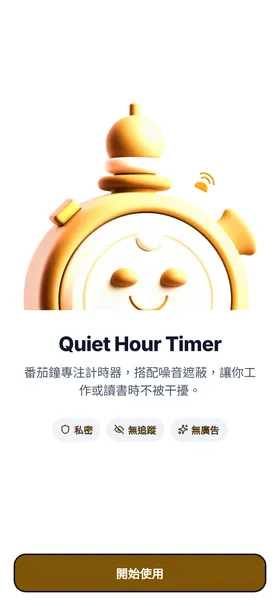 Quiet Hour Timer
番茄鐘專注計時器，搭配噪音遮蔽，讓你工
作或讀書時不被干擾。
私密 無追蹤 無廣告
開始使用